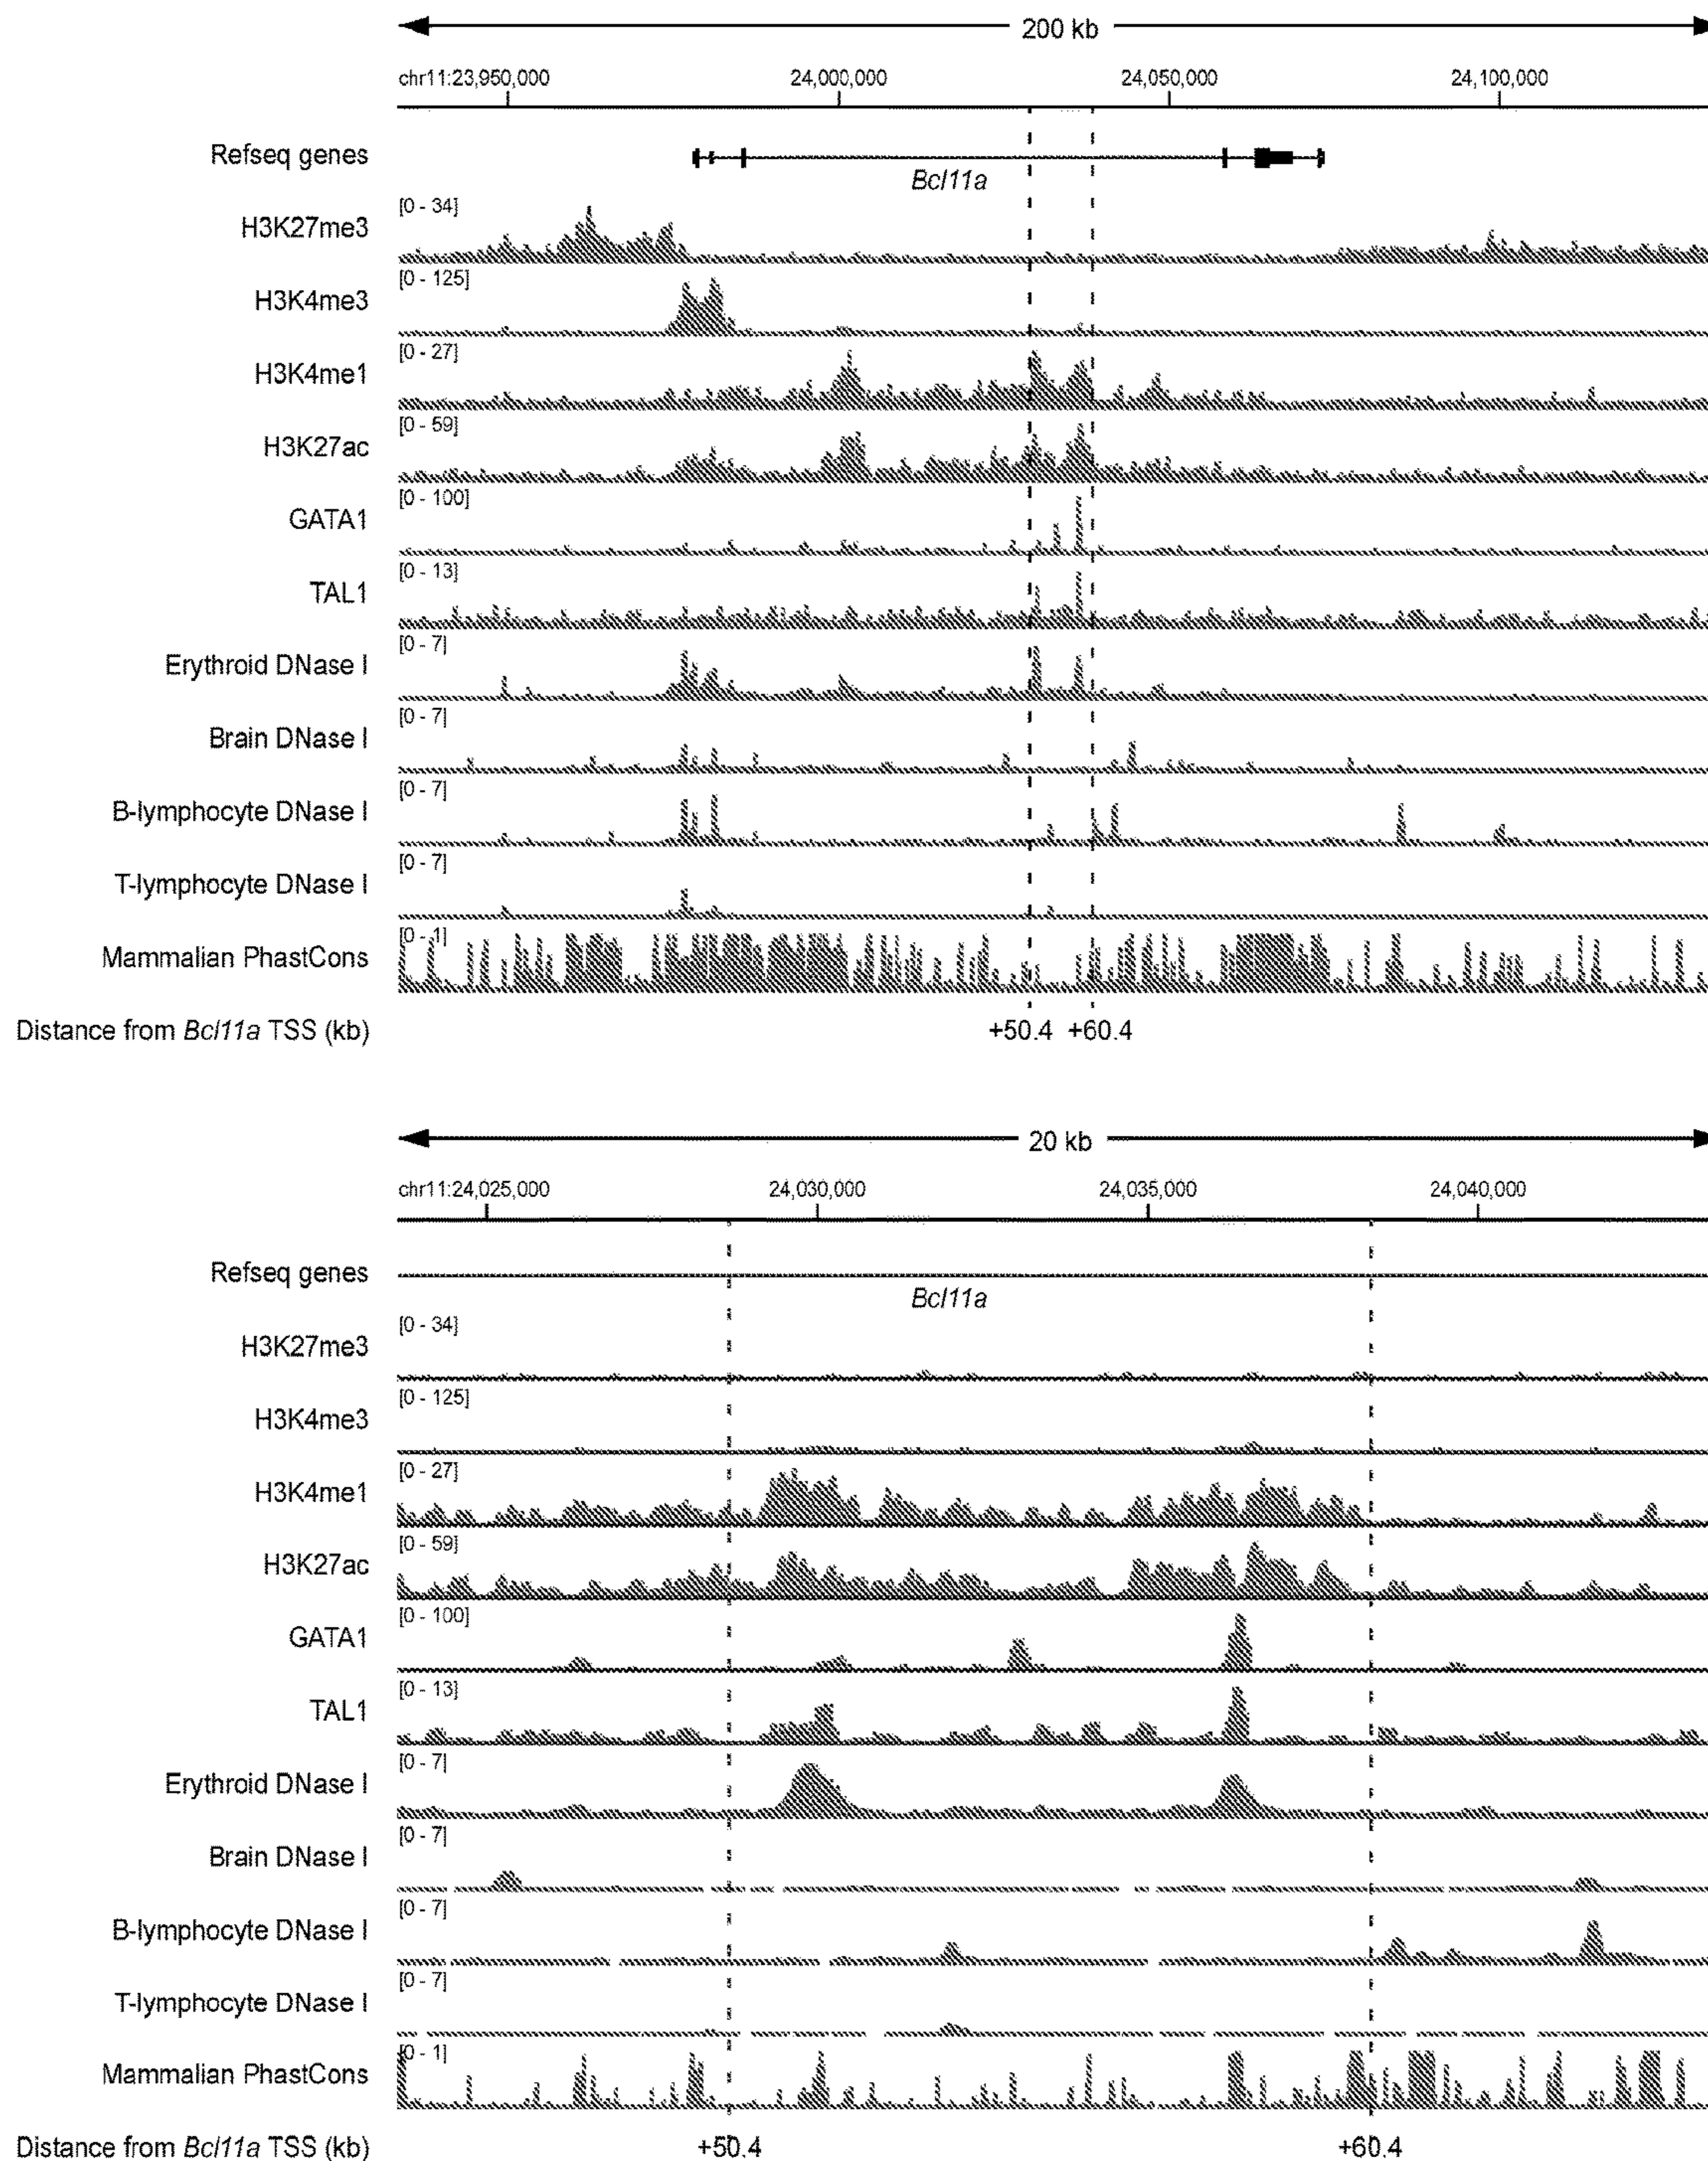 200 kb
chr11:23,950,000 24,000,000 24,050,000 24,100,000
Refseq genes
Bcl11a
H3K27me3 [0 - 34]
H3K4me3 [0 - 125]
H3K4me1 [0 - 27]
H3K27ac [0 - 59]
GATA1 [0 - 100]
TAL1 [0 - 13]
Erythroid DNase I [0 - 7]
Brain DNase I [0 - 7]
B-lymphocyte DNase I [0 - 7]
T-lymphocyte DNase I [0 - 7]
Mammalian PhastCons [0 - 1]
Distance from Bcl11a TSS (kb) +50.4 +60.4
20 kb
chr11:24,025,000 24,030,000 24,035,000 24,040,000
Refseq genes
Bcl11a
H3K27me3 [0 - 34]
H3K4me3 [0 - 125]
H3K4me1 [0 - 27]
H3K27ac [0 - 59]
GATA1 [0 - 100]
TAL1 [0 - 13]
Erythroid DNase I [0 - 7]
Brain DNase I [0 - 7]
B-lymphocyte DNase I [0 - 7]
T-lymphocyte DNase I [0 - 7]
Mammalian PhastCons [0 - 1]
Distance from Bcl11a TSS (kb) +50.4 +60.4